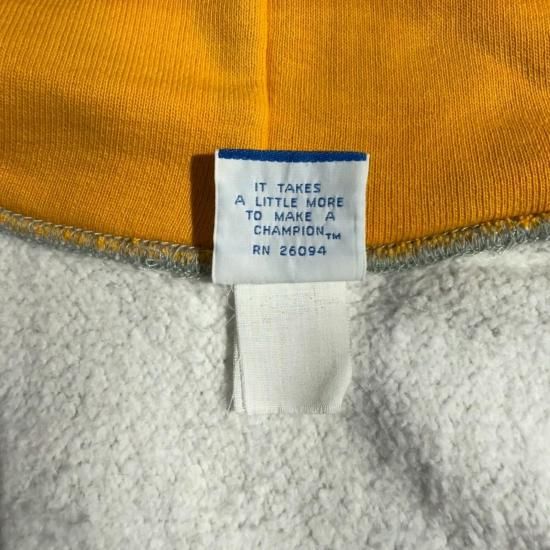 IT TAKES
A LITTLE MORE
TO MAKE A
CHAMPION™
RN 26094